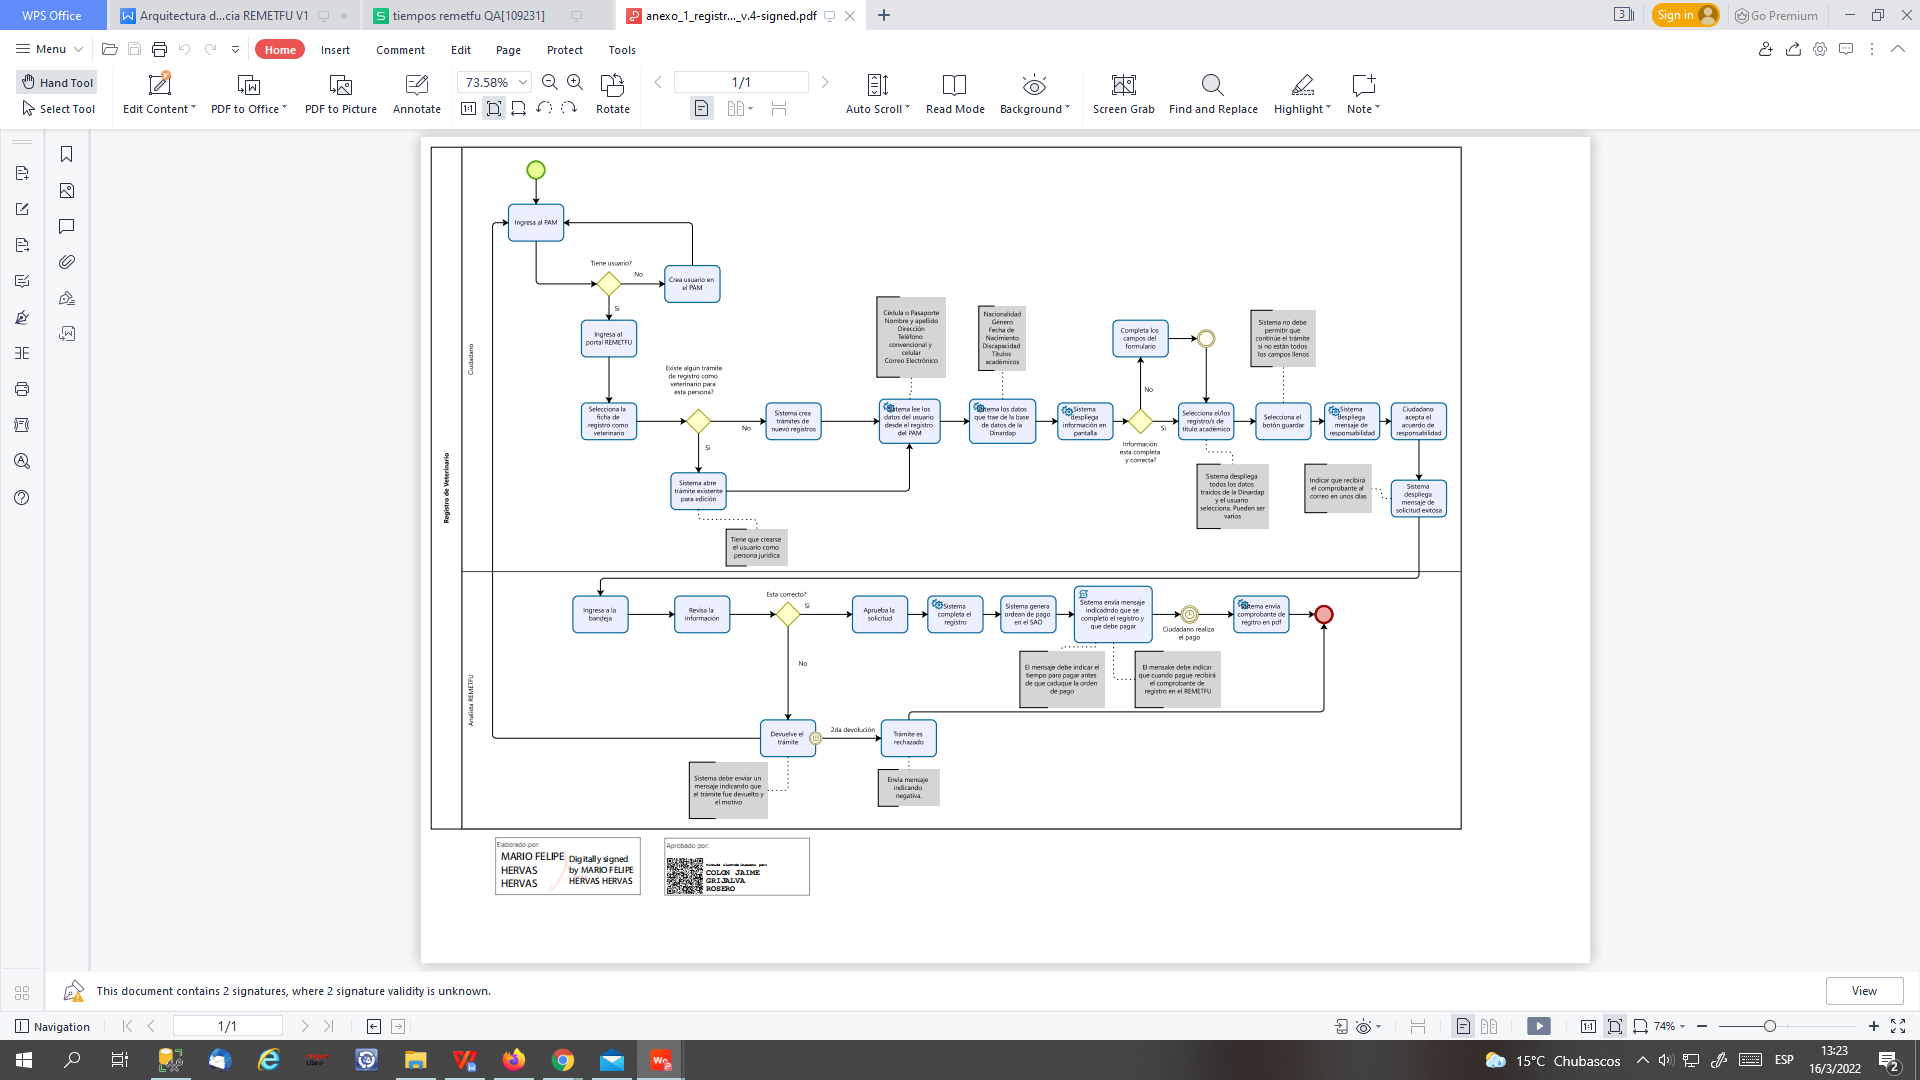 WPS Office
Arquitectura d...cia REMETFU V1
tiempos remetfu QA[109231]
anexo_1_registr..._v.4-signed.pdf
3
Sign in
Go Premium
Menu
Home
Insert
Comment
Edit
Page
Protect
Tools
Hand Tool
Select Tool
Edit Content
PDF to Office
PDF to Picture
Annotate
73.58%
1:1
Rotate
1/1
Auto Scroll
Read Mode
Background
Screen Grab
Find and Replace
Highlight
Note
Registro de Veterinario
Ciudadano
Ingresa al PAM
Tiene usuario?
No
Crea usuario en
el PAM
Si
Ingresa al
portal REMETFU
Selecciona la
ficha de
registro como
veterinario
Existe algún trámite
de registro como
veterinario para
esta persona?
No
Sistema crea
trámites de
nuevo registros
Si
Sistema abre
trámite existente
para edición
Tiene que crearse
el usuario como
persona jurídica
Cédula o Pasaporte
Nombre y apellido
Dirección
Teléfono
convencional y
celular
Correo Electrónico
Sistema lee los
datos del usuario
desde el registro
del PAM
Nacionalidad
Género
Fecha de
Nacimiento
Discapacidad
Titulos
académicos
Sistema los datos
que trae de la base
de datos de la
Dinardap
Sistema
despliega
información en
pantalla
Información
esta completa
y correcta?
No
Completa los
campos del
formulario
Si
Selecciona el/los
registro/s de
título académico
Sistema despliega
todos los datos
traídos de la Dinardap
y el usuario
selecciona. Pueden ser
varios
Sistema no debe
permitir que
continúe el trámite
si no están todos
los campos llenos
Selecciona el
botón guardar
Sistema
despliega
mensaje de
responsabilidad
Ciudadano
acepta el
acuerdo de
responsabilidad
Indicar que recibirá
el comprobante al
correo en unos días
Sistema
despliega
mensaje de
solicitud exitosa
Analista REMETFU
Ingresa a la
bandeja
Revisa la
información
Esta correcto?
Si
Aprueba la
solicitud
Sistema
completa el
registro
Sistema genera
ordean de pago
en el SAO
Sistema envía mensaje
indicadndo que se
completó el registro y
que debe pagar
Ciudadano realiza
el pago
Sistema envía
comprobante de
regitro en pdf
El mensaje debe indicar el
tiempo para pagar antes
de que caduque la orden
de pago
El mensake debe indicar
que cuando pague recibirá
el comprobante de
registro en el REMETFU
No
Devuelve el
trámite
2da devolución
Trámite es
rechazado
Sistema debe enviar un
mensaje indicando que
el trámite fue devuelto y
el motivo
Envía mensaje
indicando
negativa.
Elaborado por:
MARIO FELIPE
HERVAS
HERVAS
Digitally signed
by MARIO FELIPE
HERVAS HERVAS
Aprobado por:
COLON JAIME
GRIJALVA
ROSERO
This document contains 2 signatures, where 2 signature validity is unknown.
View
Navigation
1/1
1:1
74%
15°C Chubascos
ESP
13:23
16/3/2022
2